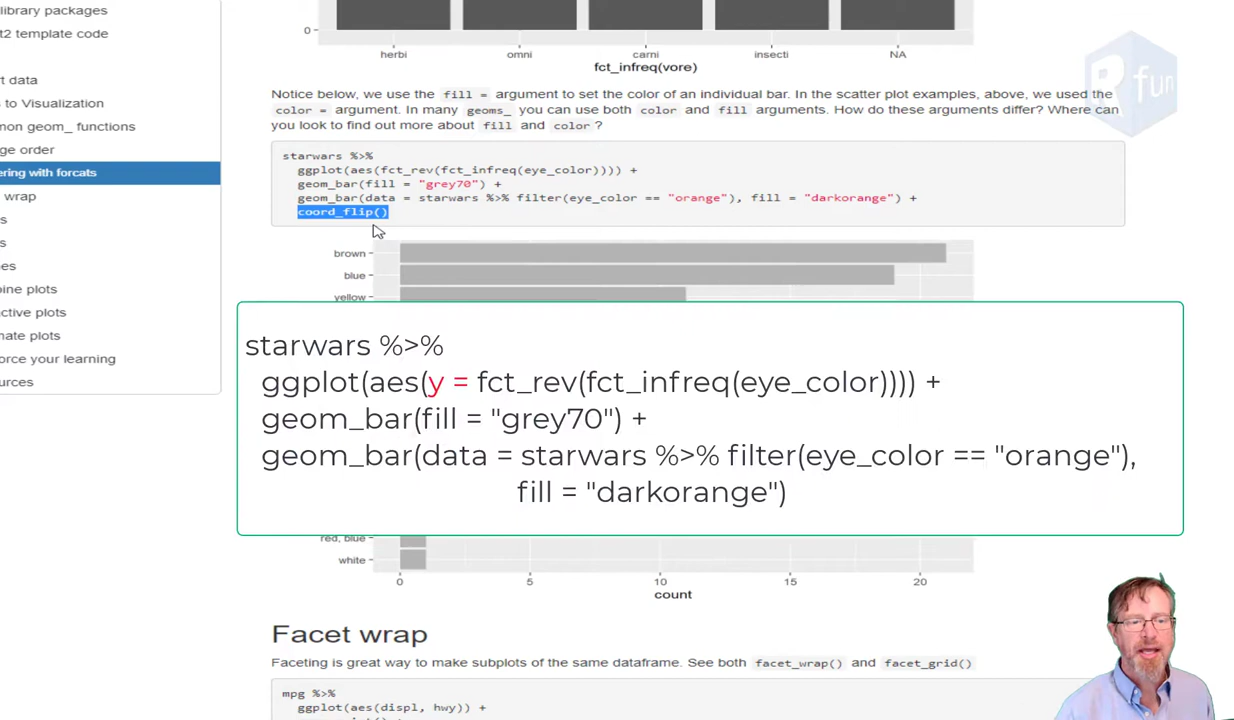 library packages
t2 template code
t data
s to Visualization
mon geom_ functions
ge order
ering with forcats
wrap
s
s
es
ine plots
active plots
mate plots
orce your learning
urces
0
herbi omni carni insecti NA
fct_infreq(vore)
R fun
Notice below, we use the fill = argument to set the color of an individual bar. In the scatter plot examples, above, we used the
color = argument. In many geoms_ you can use both color and fill arguments. How do these arguments differ? Where can
you look to find out more about fill and color ?
starwars %>%
ggplot(aes(fct_rev(fct_infreq(eye_color)))) +
geom_bar(fill = "grey70") +
geom_bar(data = starwars %>% filter(eye_color == "orange"), fill = "darkorange") +
coord_flip()
brown
blue
yellow
starwars %>%
ggplot(aes(y = fct_rev(fct_infreq(eye_color)))) +
geom_bar(fill = "grey70") +
geom_bar(data = starwars %>% filter(eye_color == "orange"),
fill = "darkorange")
red, blue
white
0 5 10 15 20
count
Facet wrap
Faceting is great way to make subplots of the same dataframe. See both facet_wrap() and facet_grid()
mpg %>%
ggplot(aes(displ, hwy)) +